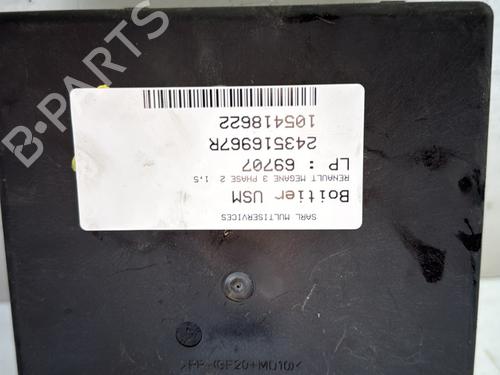 SARL MULTISERVICES
Boitier USM
RENAULT MEGANE 3 PHASE 2 1.5
LP : 69707
243516967R
105418622
B-PARTS
>PP-(GF20+MD10)<